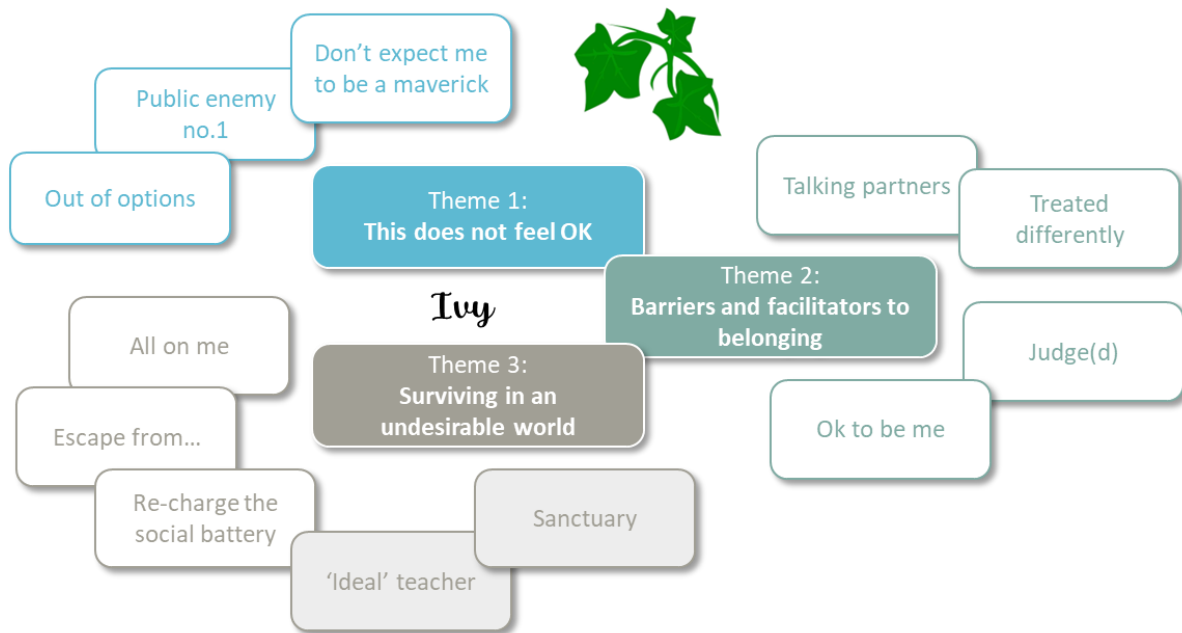 Don’t expect me
to be a maverick
Public enemy
no.1
Out of options
Theme 1:
This does not feel OK
Talking partners
Treated
differently
Theme 2:
Barriers and facilitators to
belonging
Judge(d)
Ok to be me
Ivy
Theme 3:
Surviving in an
undesirable world
All on me
Escape from…
Re-charge the
social battery
‘Ideal’ teacher
Sanctuary